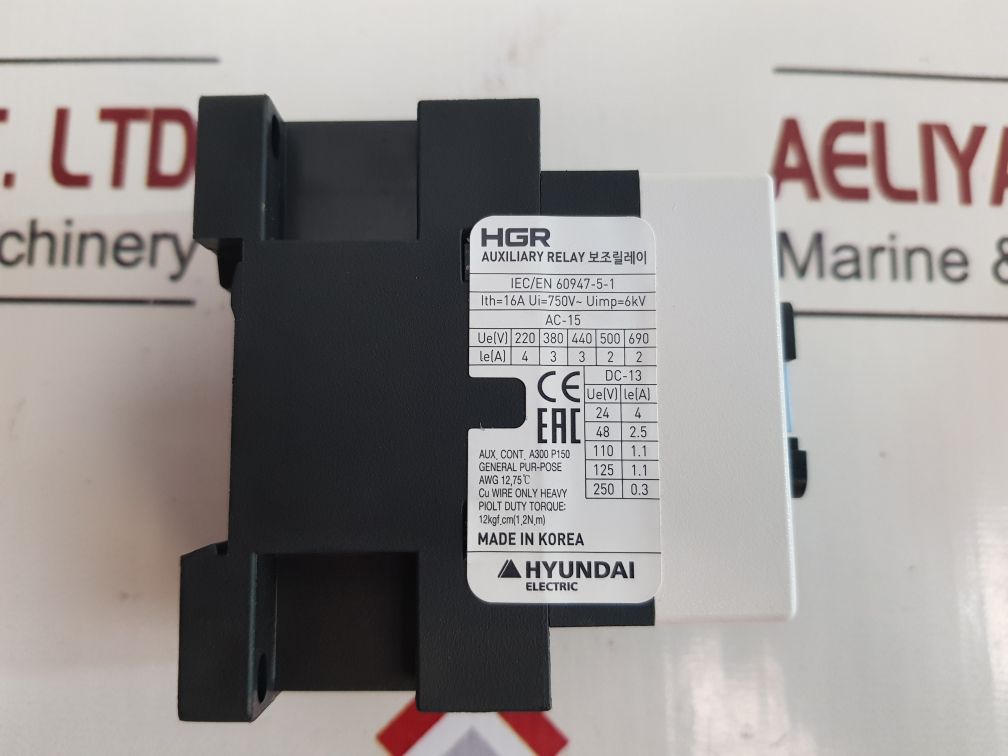 T. LTD
chinery
AELIYA
Marine &
HGR
AUXILIARY RELAY 보조릴레이
IEC/EN 60947-5-1
Ith=16A Ui=750V~ Uimp=6kV
AC-15
Ue(V) 220 380 440 500 690
le(A) 4 3 3 2 2
CE
EAC
DC-13
Ue(V) le(A)
24 4
48 2.5
110 1.1
125 1.1
250 0.3
AUX. CONT. A300 P150
GENERAL PUR-POSE
AWG 12,75℃
Cu WIRE ONLY HEAVY
PIOLT DUTY TORQUE:
12kgf.cm(1.2N.m)
MADE IN KOREA
HYUNDAI
ELECTRIC